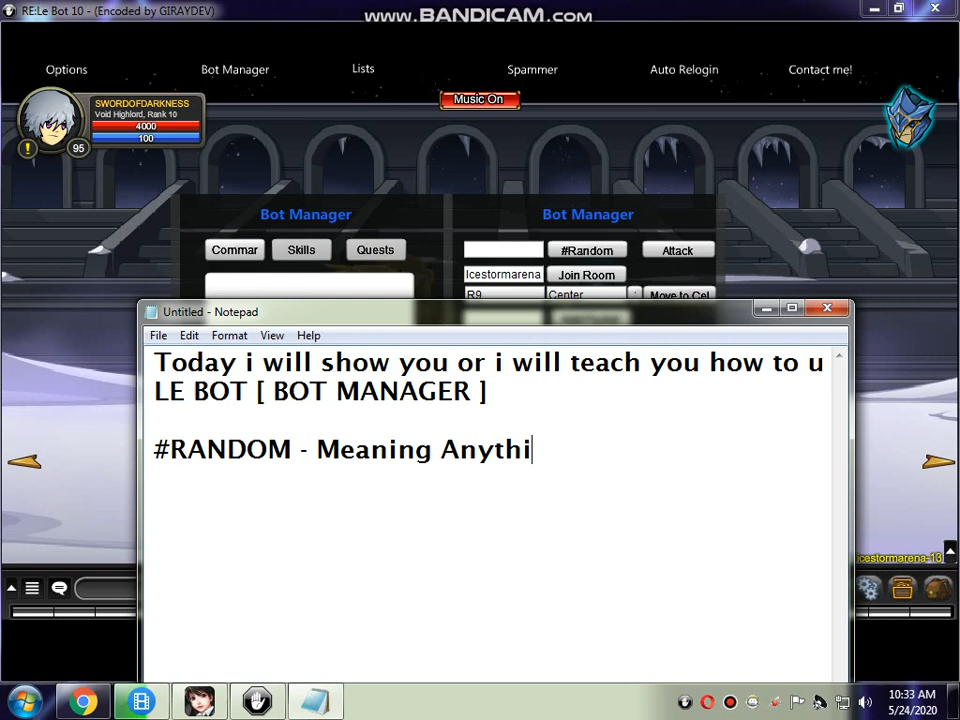 RE:Le Bot 10 - (Encoded by GIRAYDEV)
www.BANDICAM.com
Options
Bot Manager
Lists
Spammer
Auto Relogin
Contact me!
Music On
SWORDOFDARKNESS
Void Highlord, Rank 10
4000
100
95
Bot Manager
Bot Manager
Commar
Skills
Quests
#Random
Attack
Icestormarena
Join Room
R9
Center
Move to Cel
Untitled - Notepad
File Edit Format View Help
Today i will show you or i will teach you how to u
LE BOT [ BOT MANAGER ]
#RANDOM - Meaning Anythi
icestormarena-13
10:33 AM
5/24/2020